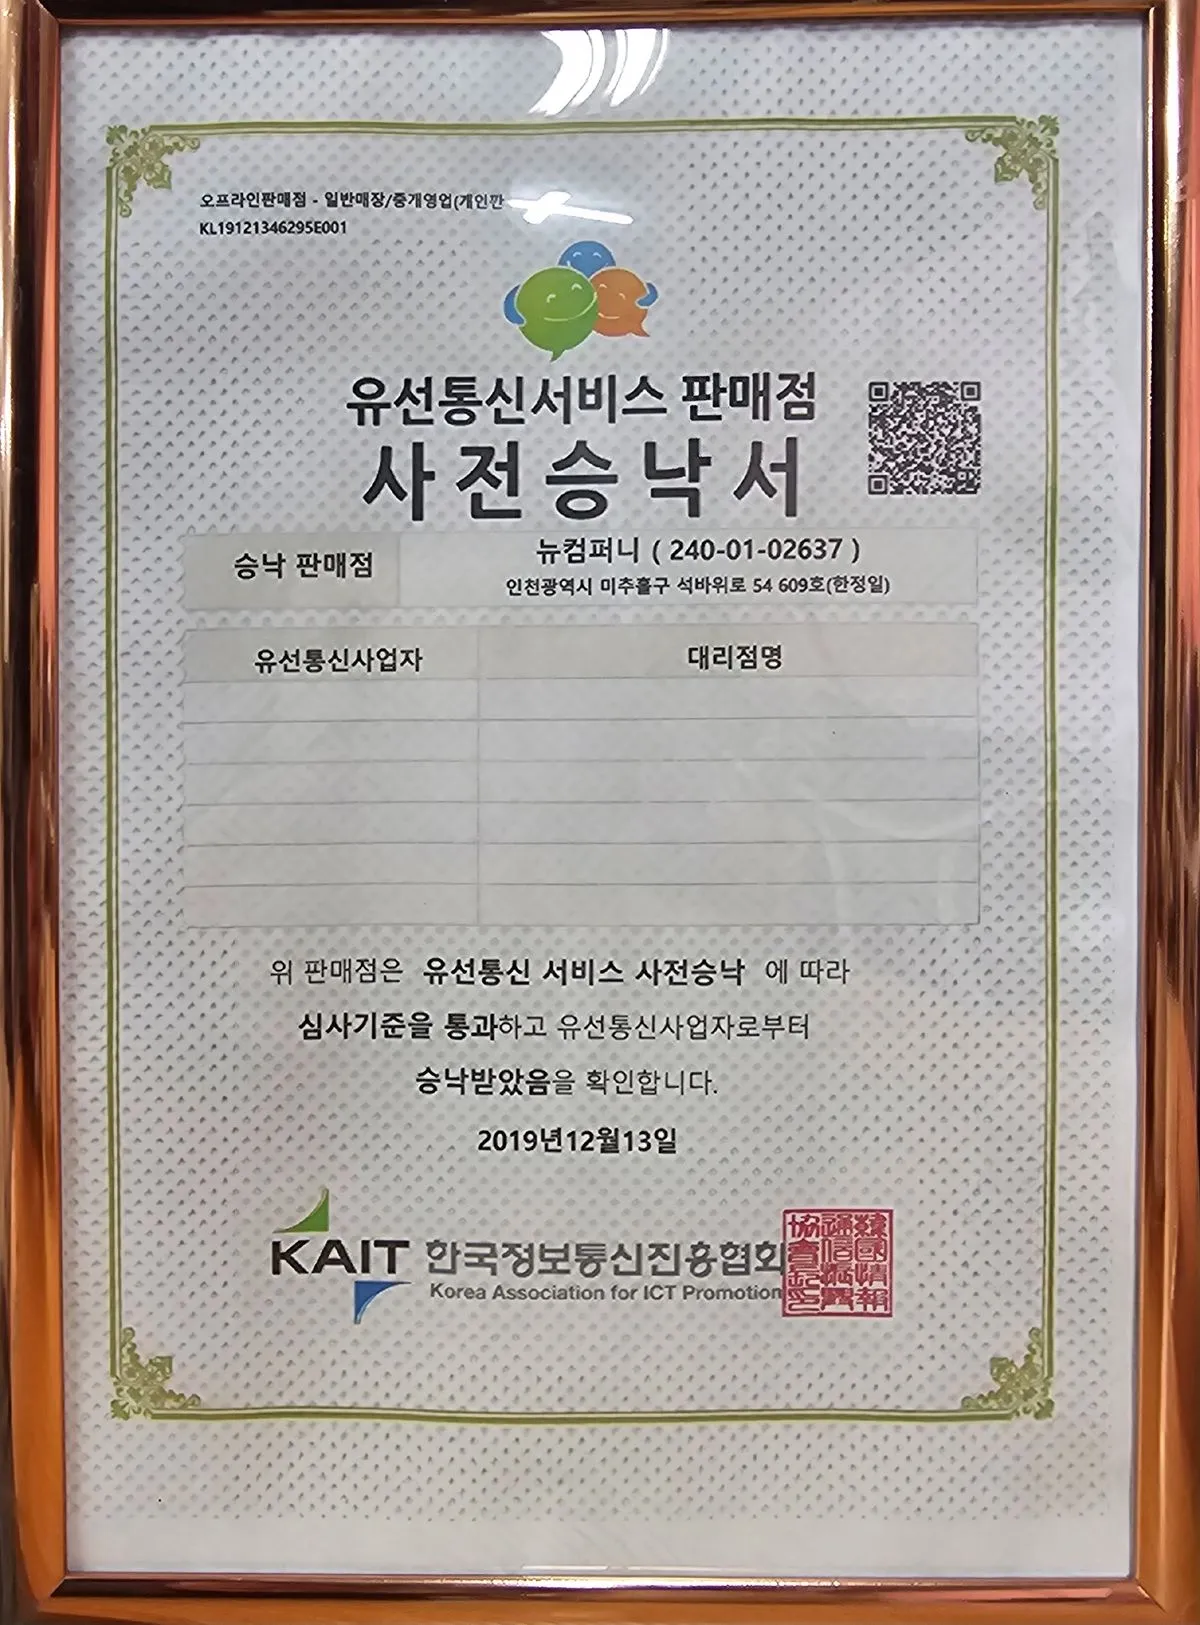 오프라인판매점 - 일반매장/중개영업(개인판
KL19121346295E001
유선통신서비스 판매점
사전승낙서
승낙 판매점
뉴컴퍼니 ( 240-01-02637 )
인천광역시 미추홀구 석바위로 54 609호(한정일)
유선통신사업자 대리점명
위 판매점은 유선통신 서비스 사전승낙 에 따라
심사기준을 통과하고 유선통신사업자로부터
승낙받았음을 확인합니다.
2019년12월13일
KAIT 한국정보통신진흥협회
Korea Association for ICT Promotion